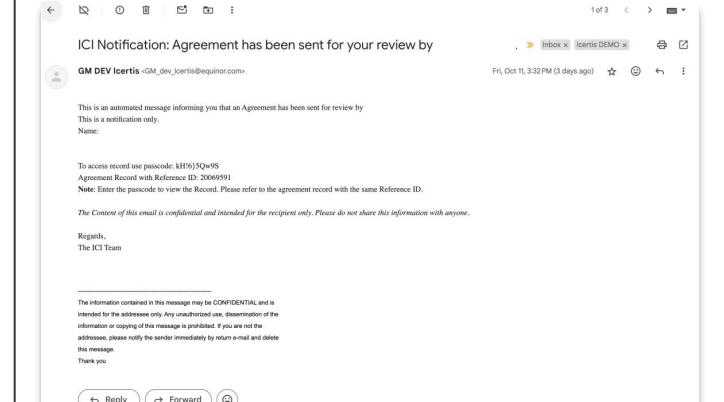 1 of 3
ICI Notification: Agreement has been sent for your review by
, Inbox x Icertis DEMO x
GM DEV Icertis <GM_dev_Icertis@equinor.com>
Fri, Oct 11, 3:32 PM (3 days ago)
This is an automated message informing you that an Agreement has been sent for review by
This is a notification only.
Name:
To access record use passcode: kH!6}5Qw9S
Agreement Record with Reference ID: 20069591
Note: Enter the passcode to view the Record. Please refer to the agreement record with the same Reference ID.
The Content of this email is confidential and intended for the recipient only. Please do not share this information with anyone.
Regards,
The ICI Team
The information contained in this message may be CONFIDENTIAL and is
intended for the addressee only. Any unauthorized use, dissemination of the
information or copying of this message is prohibited. If you are not the
addressee, please notify the sender immediately by return e-mail and delete
this message.
Thank you
Reply Forward